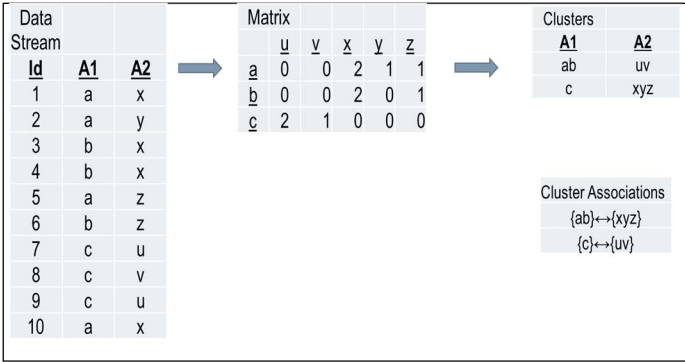 Data
Stream
Id A1 A2
1 a x
2 a y
3 b x
4 b x
5 a z
6 b z
7 c u
8 c v
9 c u
10 a x
Matrix
u v x y z
a 0 0 2 1 1
b 0 0 2 0 1
c 2 1 0 0 0
Clusters
A1 A2
ab uv
c xyz
Cluster Associations
{ab}↔{xyz}
{c}↔{uv}